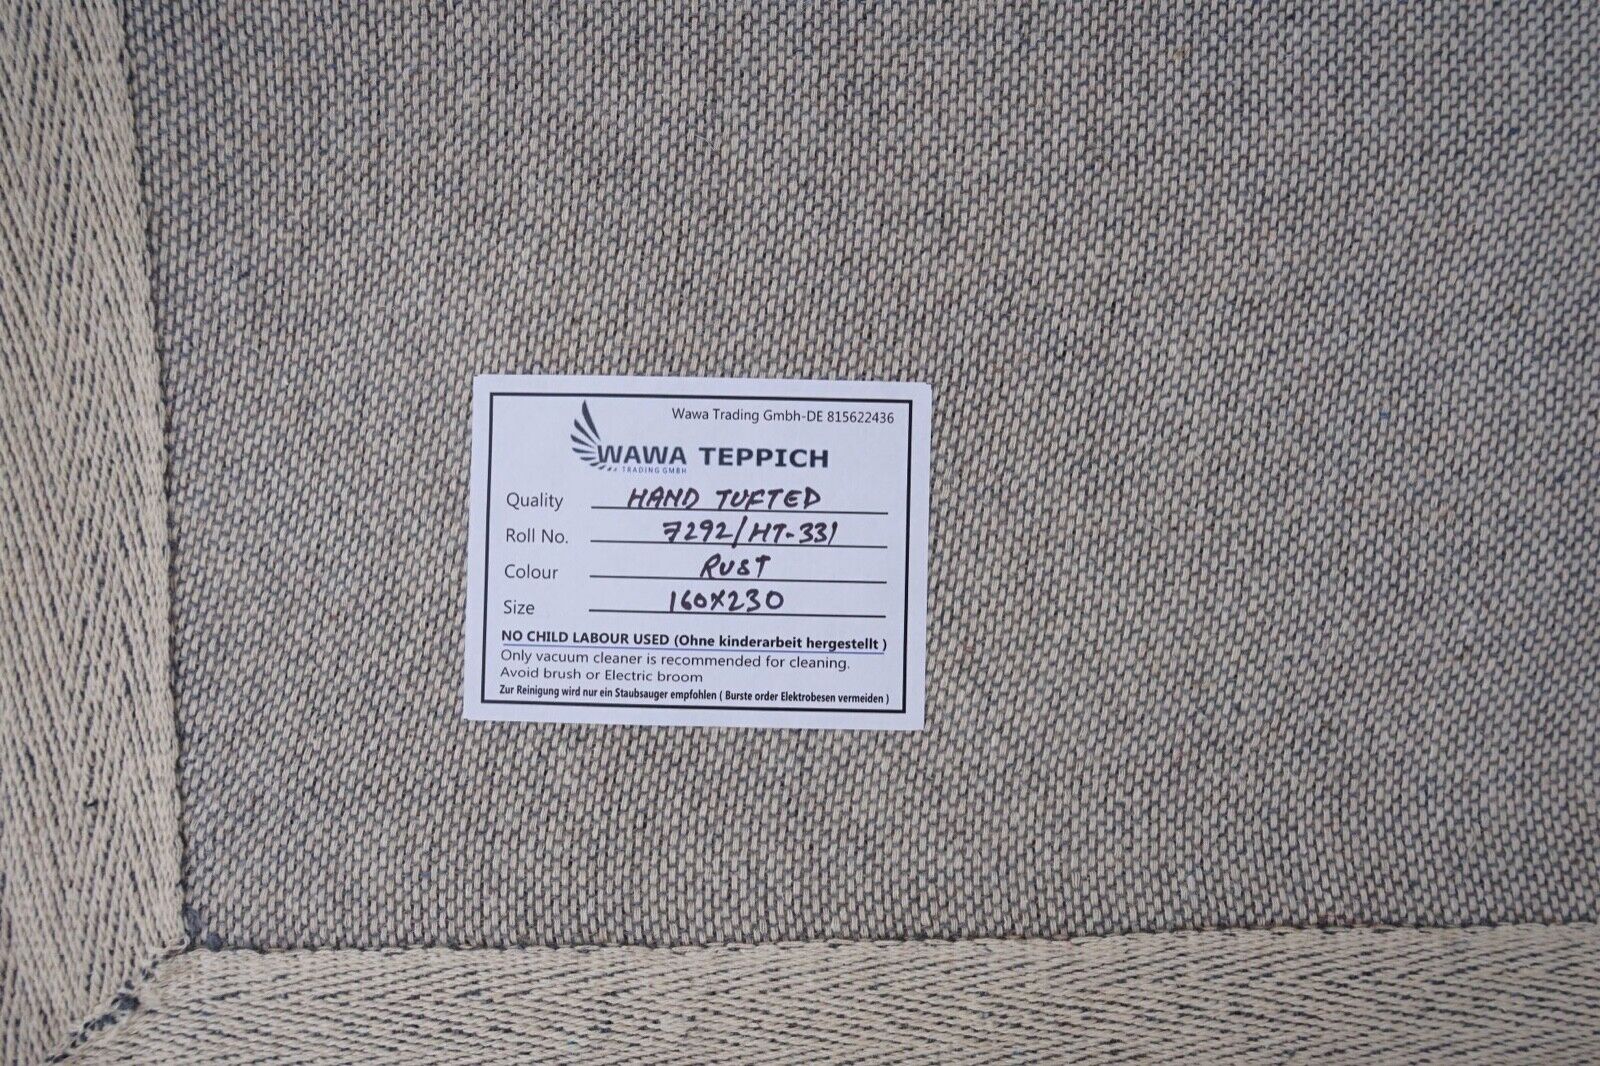 Wawa Trading Gmbh-DE 815622436
WAWA TEPPICH
TRADING GMBH
Quality HAND TUFTED
Roll No. 7292/HT-331
Colour RUST
Size 160X230
NO CHILD LABOUR USED (Ohne kinderarbeit hergestellt )
Only vacuum cleaner is recommended for cleaning.
Avoid brush or Electric broom
Zur Reinigung wird nur ein Staubsauger empfohlen ( Burste order Elektrobesen vermeiden )